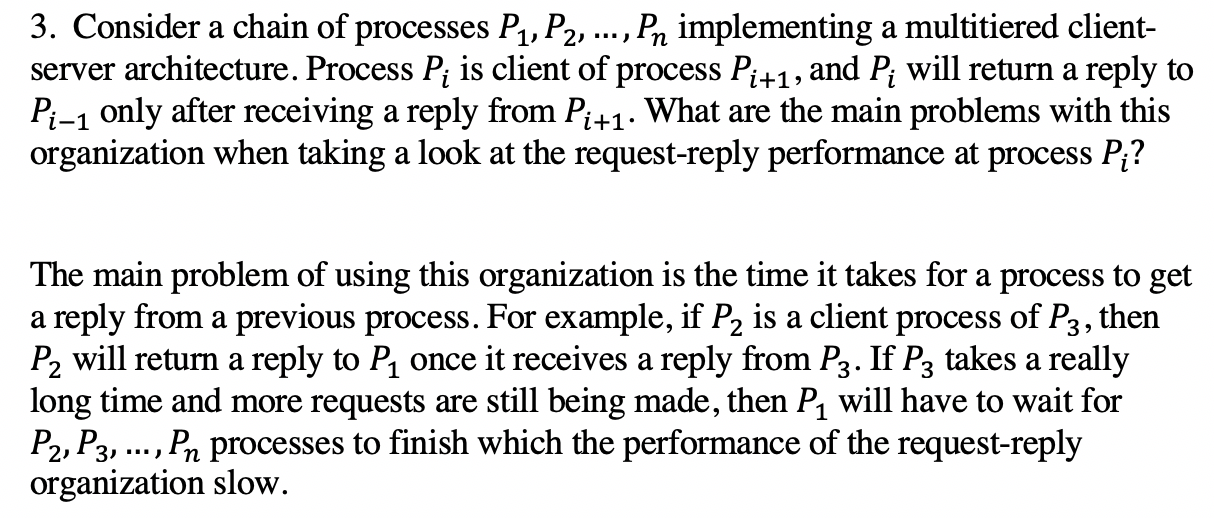 3. Consider a chain of processes P₁, P₂, ..., Pₙ implementing a multitiered client-
server architecture. Process Pᵢ is client of process Pᵢ₊₁, and Pᵢ will return a reply to
Pᵢ₋₁ only after receiving a reply from Pᵢ₊₁. What are the main problems with this
organization when taking a look at the request-reply performance at process Pᵢ?
The main problem of using this organization is the time it takes for a process to get
a reply from a previous process. For example, if P₂ is a client process of P₃, then
P₂ will return a reply to P₁ once it receives a reply from P₃. If P₃ takes a really
long time and more requests are still being made, then P₁ will have to wait for
P₂, P₃, ..., Pₙ processes to finish which the performance of the request-reply
organization slow.